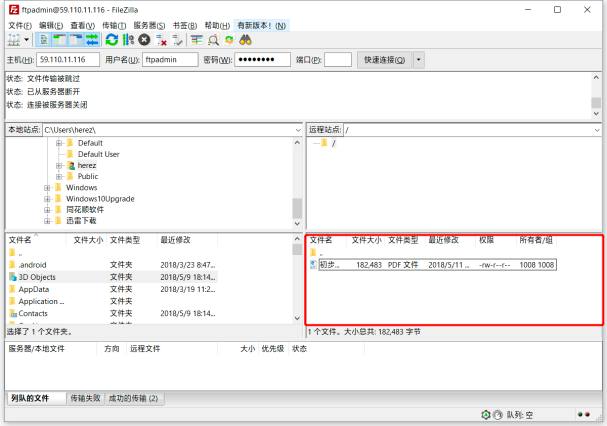 ftpadmin@59.110.11.116 - FileZilla
文件(F) 编辑(E) 查看(V) 传输(T) 服务器(S) 书签(B) 帮助(H) 有新版本！(N)
主机(H): 59.110.11.116 用户名(U): ftpadmin 密码(W): ●●●●●●●● 端口(P): 快速连接(Q)
状态: 文件传输被跳过
状态: 已从服务器断开
状态: 连接被服务器关闭
本地站点: C:\Users\herez\ 远程站点: /
Default /
Default User
herez
Public
Windows
Windows10Upgrade
同花顺软件
迅雷下载
文件名 文件大小 文件类型 最近修改 文件名 文件大小 文件类型 最近修改 权限 所有者/组
.. ..
.android 文件夹 2018/3/23 8:47... 初步... 182,483 PDF 文件 2018/5/11 ... -rw-r--r-- 1008 1008
3D Objects 文件夹 2018/5/9 18:14...
AppData 文件夹 2018/3/19 11:2...
Application ... 文件夹
Contacts 文件夹 2018/5/9 18:14...
选择了 1 个文件夹。 1 个文件。大小总共: 182,483 字节
服务器/本地文件 方向 远程文件 大小 优先级 状态
列队的文件 传输失败 成功的传输 (2)
队列: 空